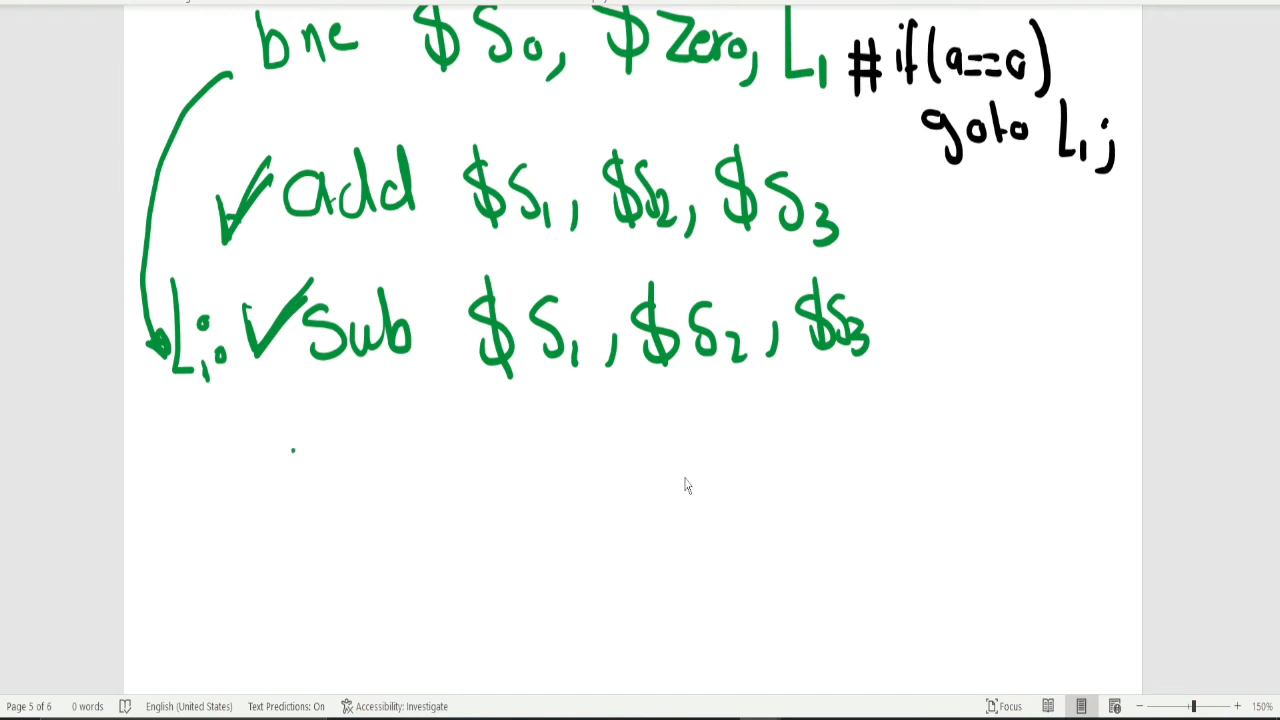 bne $S0, $Zero, L1 # if(a==0)
goto L1;
✓ add $S1, $S2, $S3
L1: ✓ Sub $S1, $S2, $S3
Page 5 of 6 0 words English (United States) Text Predictions: On Accessibility: Investigate Focus 150%